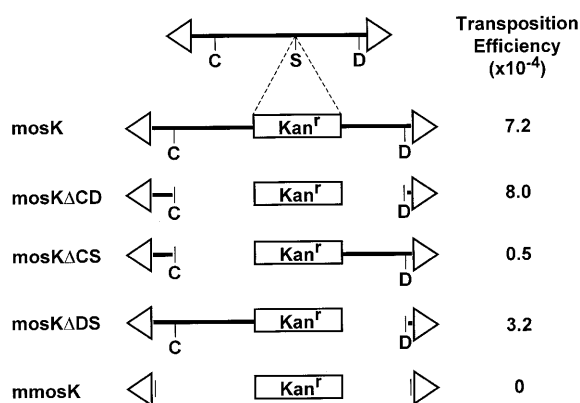 Transposition
Efficiency
(x10⁻⁴)
C S D
mosK Kanʳ 7.2
C D
mosKΔCD Kanʳ 8.0
C D
mosKΔCS Kanʳ 0.5
C D
mosKΔDS Kanʳ 3.2
C D
mmosK Kanʳ 0